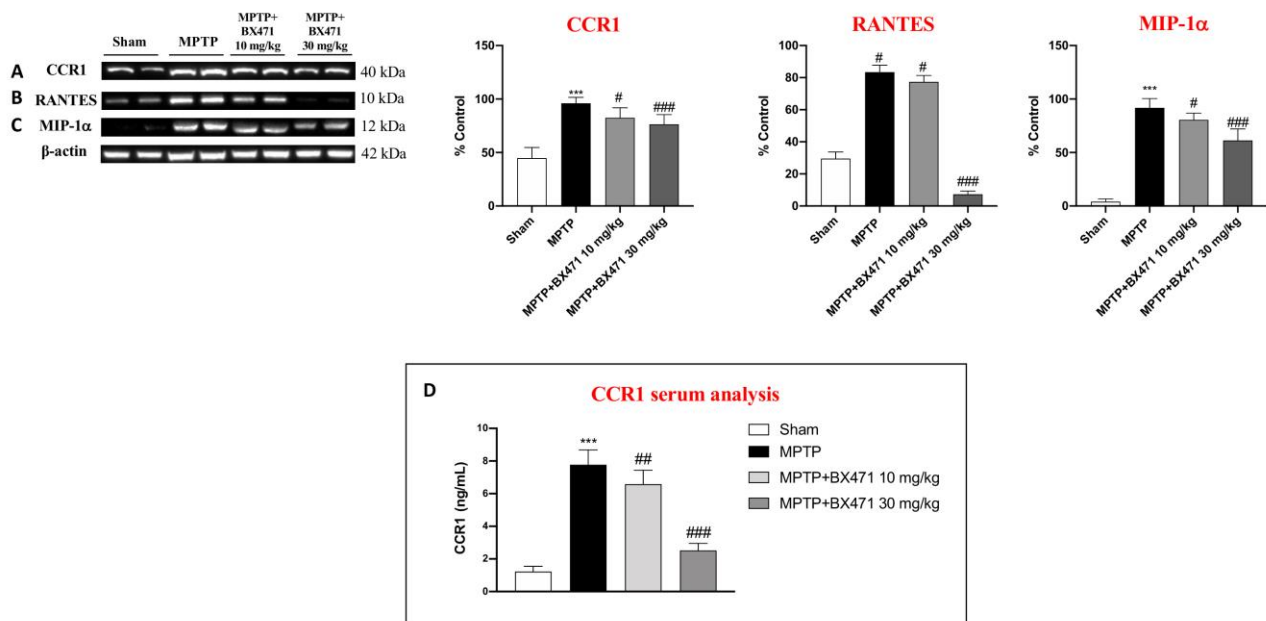 Sham
MPTP
MPTP+
BX471
10 mg/kg
MPTP+
BX471
30 mg/kg
A CCR1 40 kDa
B RANTES 10 kDa
C MIP-1α 12 kDa
β-actin 42 kDa
CCR1
% Control
150
100
50
0
***
#
###
Sham
MPTP
MPTP+BX471 10 mg/kg
MPTP+BX471 30 mg/kg
RANTES
% Control
100
80
60
40
20
0
#
#
###
Sham
MPTP
MPTP+BX471 10 mg/kg
MPTP+BX471 30 mg/kg
MIP-1α
% Control
150
100
50
0
***
#
###
Sham
MPTP
MPTP+BX471 10 mg/kg
MPTP+BX471 30 mg/kg
D
CCR1 serum analysis
CCR1 (ng/mL)
10
8
6
4
2
0
***
##
###
Sham
MPTP
MPTP+BX471 10 mg/kg
MPTP+BX471 30 mg/kg